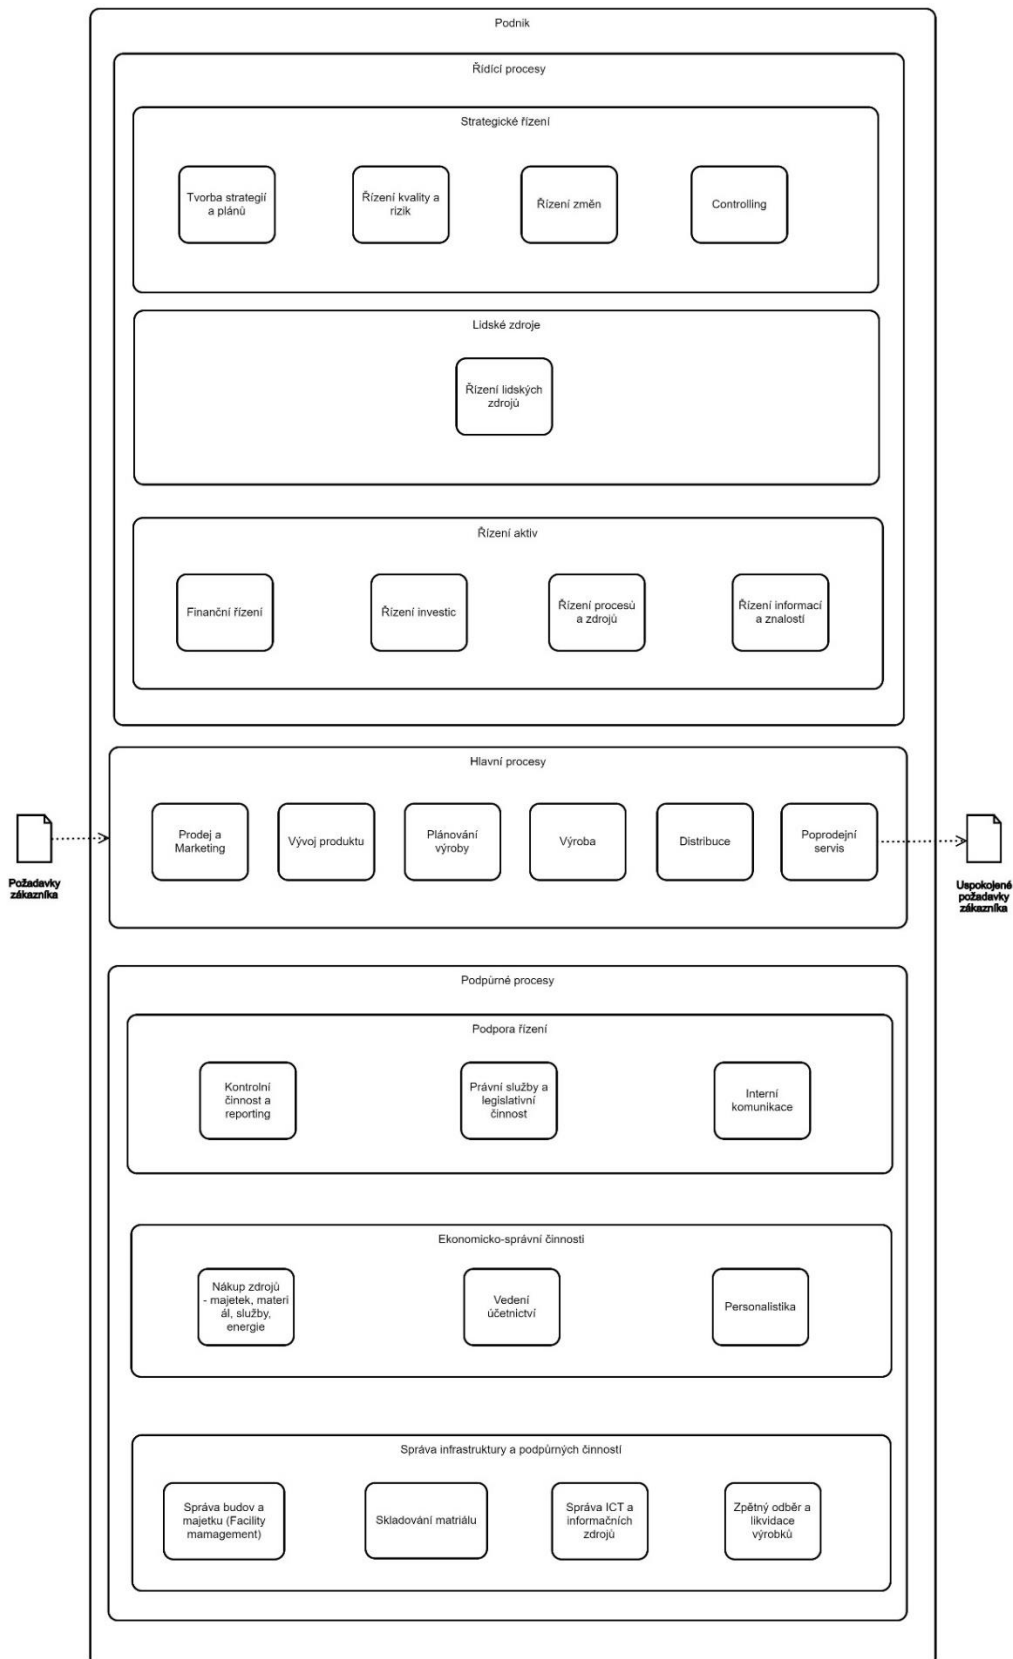 Podnik
Řídící procesy
Strategické řízení
Tvorba strategií
a plánů
Řízení kvality a
rizik
Řízení změn
Controlling
Lidské zdroje
Řízení lidských
zdrojů
Řízení aktiv
Finanční řízení
Řízení investic
Řízení procesů
a zdrojů
Řízení informací
a znalostí
Hlavní procesy
Prodej a
Marketing
Vývoj produktu
Plánování
výroby
Výroba
Distribuce
Poprodejní
servis
Požadavky
zákazníka
Uspokojené
požadavky
zákazníka
Podpůrné procesy
Podpora řízení
Kontrolní
činnost a
reporting
Právní služby a
legislativní
činnost
Interní
komunikace
Ekonomicko-správní činnosti
Nákup zdrojů
- majetek, materi
ál, služby,
energie
Vedení
účetnictví
Personalistika
Správa infrastruktury a podpůrných činností
Správa budov a
majetku (Facility
mamagement)
Skladování matriálu
Správa ICT a
informačních
zdrojů
Zpětný odběr a
likvidace
výrobků